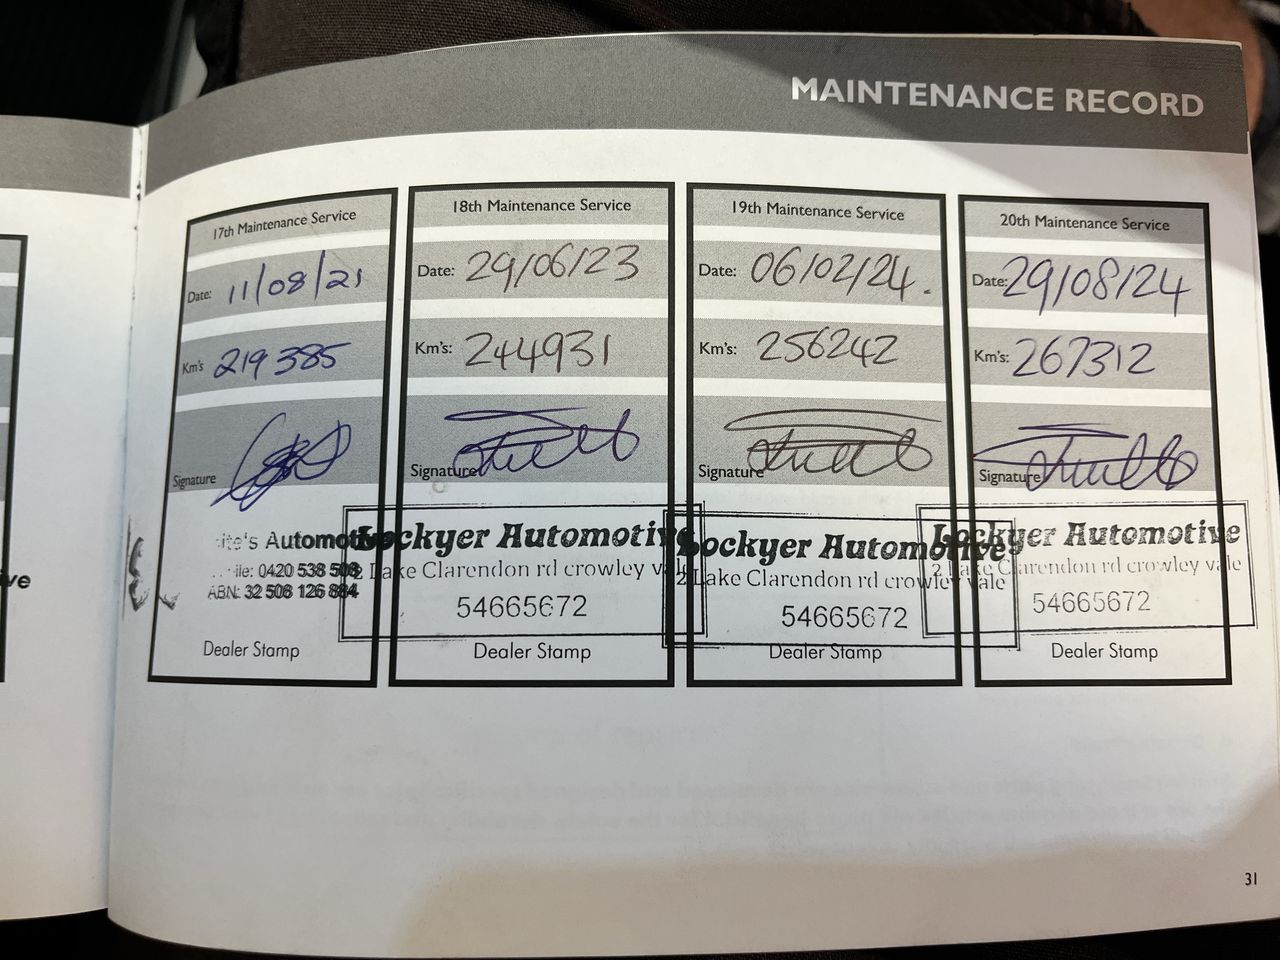 MAINTENANCE RECORD
17th Maintenance Service
Date: 11/08/21
Km's 219 385
Signature
Automotive
0420 538 508
ABN: 32 508 126 884
Dealer Stamp
18th Maintenance Service
Date: 29/06/23
Km's: 244931
Signature
Lockyer Automotive
2 Lake Clarendon rd crowley vale
54665672
Dealer Stamp
19th Maintenance Service
Date: 06/02/24.
Km's: 256242
Signature
Lockyer Automotive
2 Lake Clarendon rd crowley vale
54665672
Dealer Stamp
20th Maintenance Service
Date: 29/08/24
Km's: 267312
Signature
Lockyer Automotive
2 Lake Clarendon rd crowley vale
54665672
Dealer Stamp
31